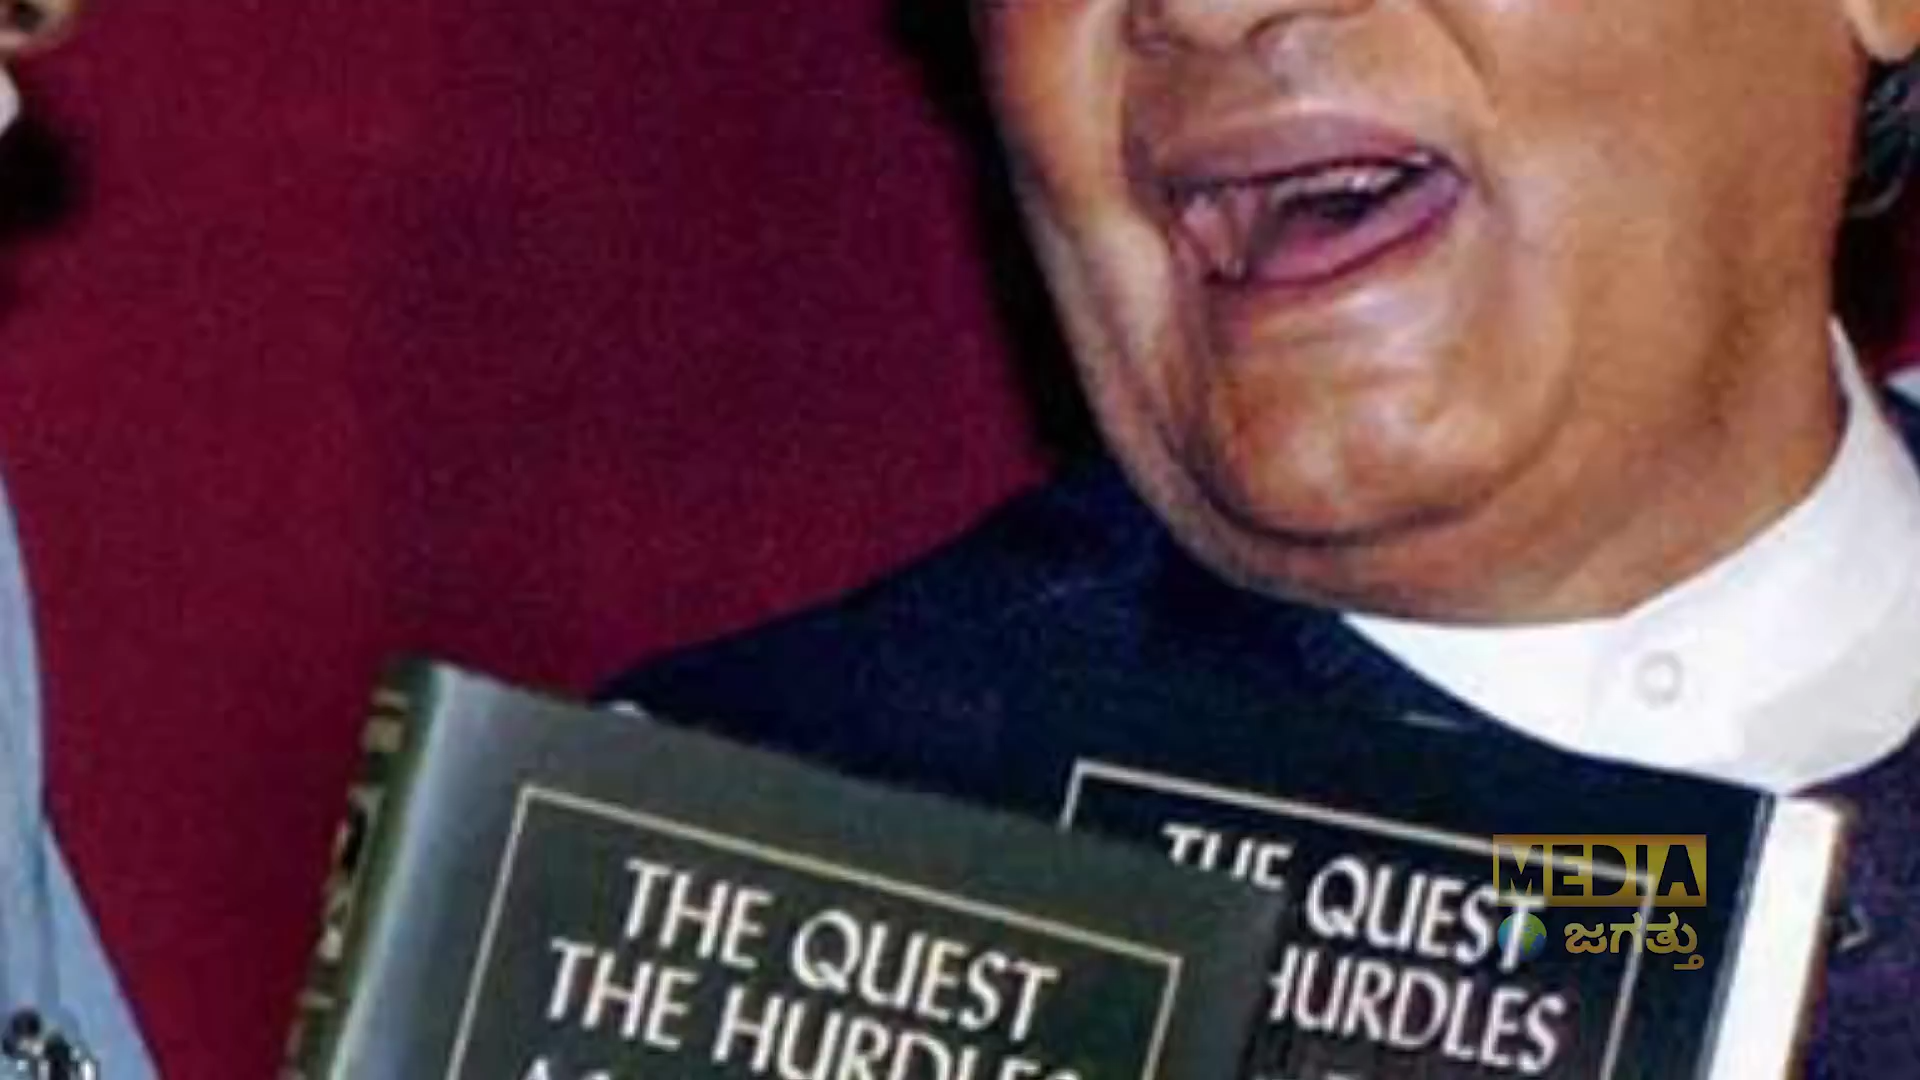 THE QUEST
THE HURDLES
THE QUEST
HURDLES
MEDIA
ಜಗತ್ತು